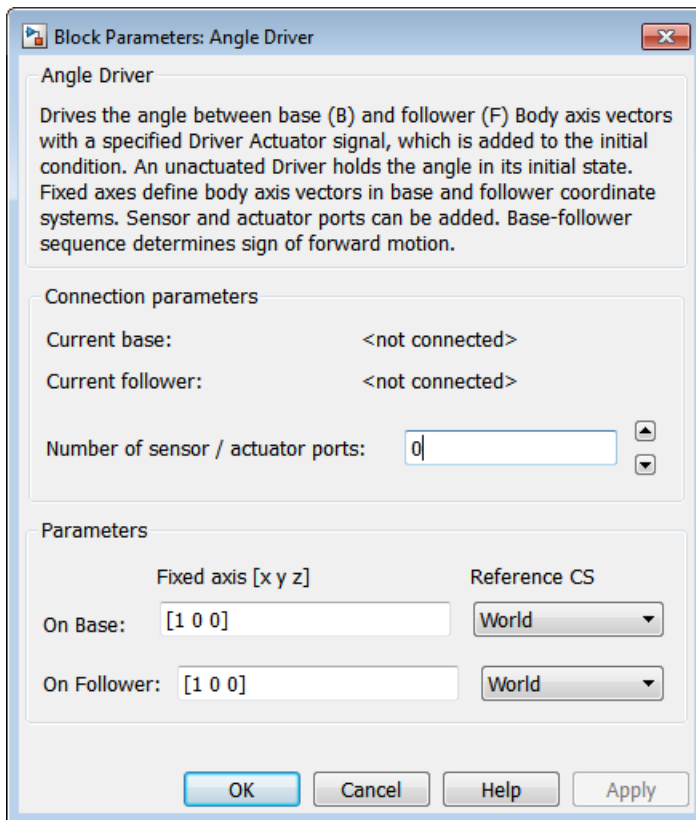 Block Parameters: Angle Driver
Angle Driver
Drives the angle between base (B) and follower (F) Body axis vectors
with a specified Driver Actuator signal, which is added to the initial
condition. An unactuated Driver holds the angle in its initial state.
Fixed axes define body axis vectors in base and follower coordinate
systems. Sensor and actuator ports can be added. Base-follower
sequence determines sign of forward motion.
Connection parameters
Current base: <not connected>
Current follower: <not connected>
Number of sensor / actuator ports: 0
Parameters
Fixed axis [x y z] Reference CS
On Base: [1 0 0] World
On Follower: [1 0 0] World
OK Cancel Help Apply